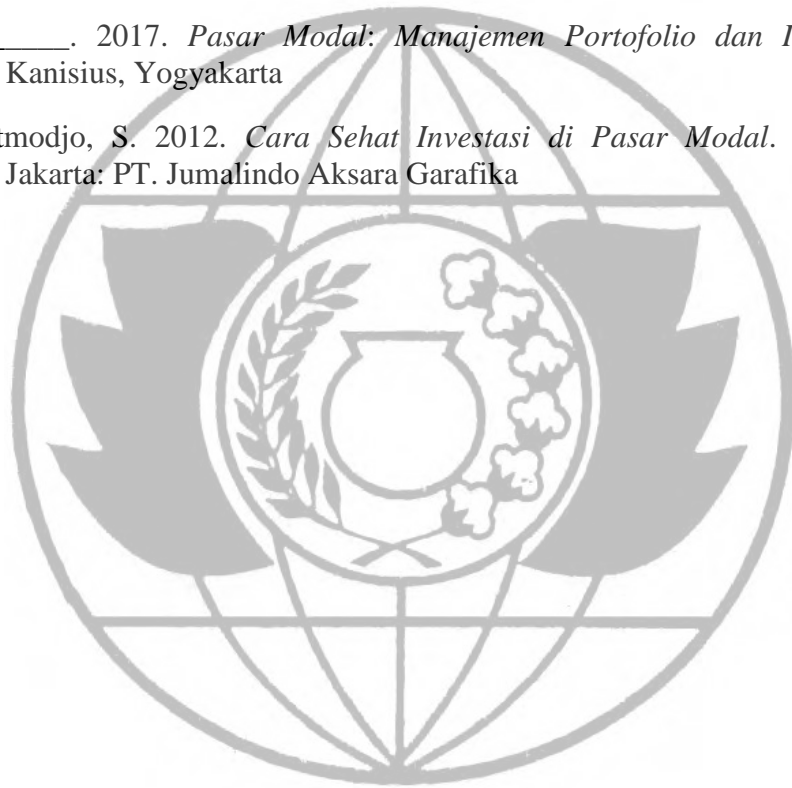 ____. 2017. Pasar Modal: Manajemen Portofolio dan I
Kanisius, Yogyakarta
tmodjo, S. 2012. Cara Sehat Investasi di Pasar Modal.
Jakarta: PT. Jumalindo Aksara Garafika